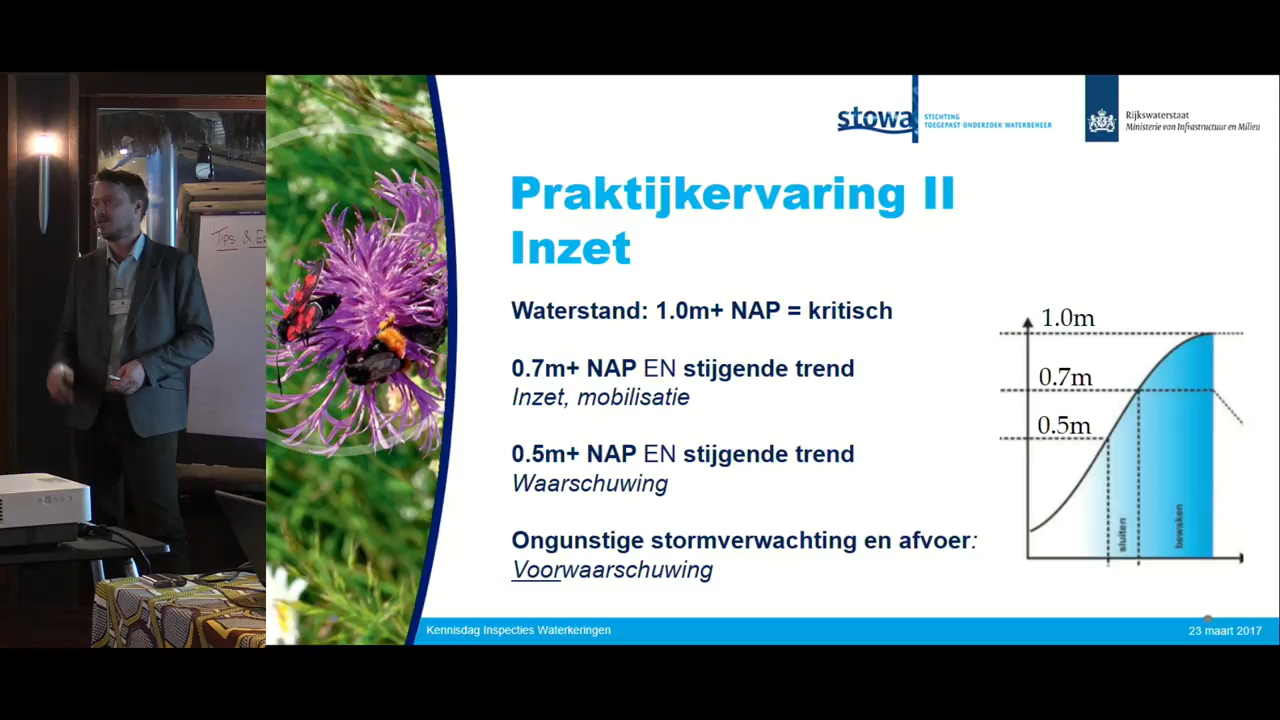 stowa
STICHTING
TOEGEPAST ONDERZOEK WATERBEHEER
Rijkswaterstaat
Ministerie van Infrastructuur en Milieu
Praktijkervaring II
Inzet
Waterstand: 1.0m+ NAP = kritisch
0.7m+ NAP EN stijgende trend
Inzet, mobilisatie
0.5m+ NAP EN stijgende trend
Waarschuwing
Ongunstige stormverwachting en afvoer:
Voorwaarschuwing
1.0m
0.7m
0.5m
sluiten
bewaken
Kennisdag Inspecties Waterkeringen
23 maart 2017
Tips &